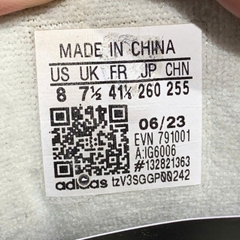 MADE IN CHINA
US UK FR JP CHN
8 7½ 41⅓ 260 255
06/23
EVN 791001
A:IG6006
#132821363
adidas tzV3SGGP00242